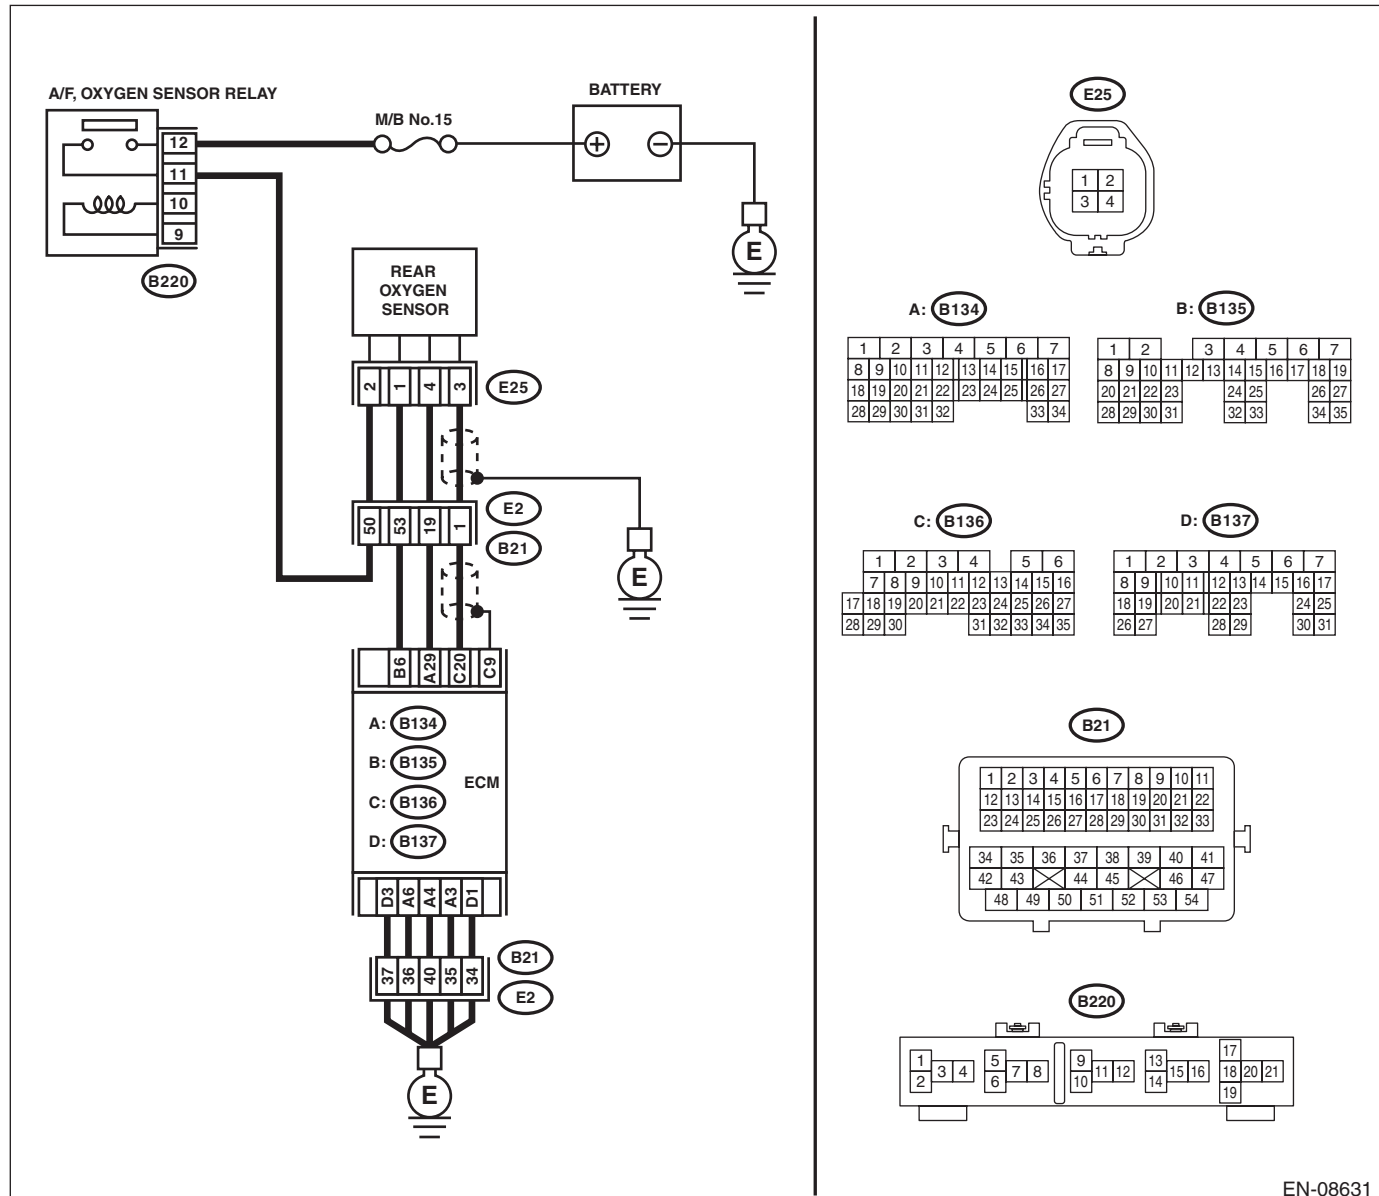 A/F, OXYGEN SENSOR RELAY
12
11
10
9
B220
M/B No.15
BATTERY
+ −
E
REAR
OXYGEN
SENSOR
2 1 4 3
E25
E2
50 53 19 1
B21
E
B6 A29 C20 C9
A: B134
B: B135
ECM
C: B136
D: B137
D3 A6 A4 A3 D1
B21
37 36 40 35 34
E2
E
E25
1 2
3 4
A: B134
1 2 3 4 5 6 7
8 9 10 11 12 13 14 15 16 17
18 19 20 21 22 23 24 25 26 27
28 29 30 31 32 33 34
B: B135
1 2 3 4 5 6 7
8 9 10 11 12 13 14 15 16 17 18 19
20 21 22 23 24 25 26 27
28 29 30 31 32 33 34 35
C: B136
1 2 3 4 5 6
7 8 9 10 11 12 13 14 15 16
17 18 19 20 21 22 23 24 25 26 27
28 29 30 31 32 33 34 35
D: B137
1 2 3 4 5 6 7
8 9 10 11 12 13 14 15 16 17
18 19 20 21 22 23 24 25
26 27 28 29 30 31
B21
1 2 3 4 5 6 7 8 9 10 11
12 13 14 15 16 17 18 19 20 21 22
23 24 25 26 27 28 29 30 31 32 33
34 35 36 37 38 39 40 41
42 43 44 45 46 47
48 49 50 51 52 53 54
B220
1 2 3 4
5 6 7 8
9 10 11 12
13 14 15 16
17 18 19 20 21
EN-08631